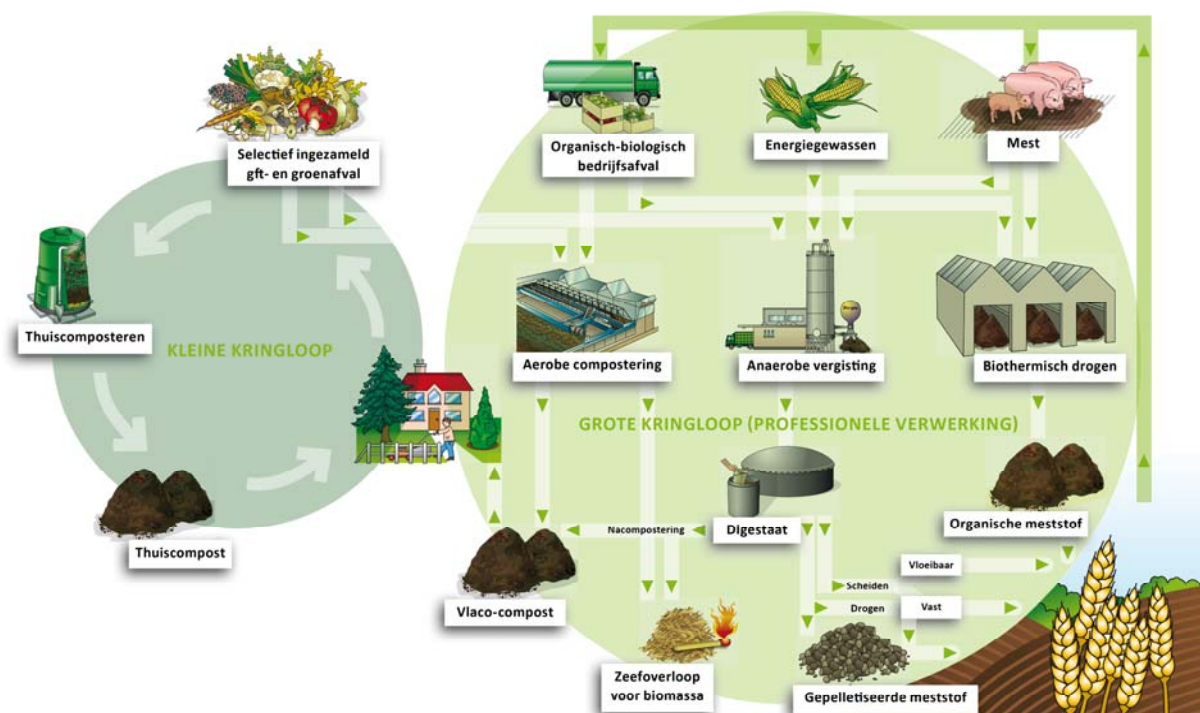 Selectief ingezameld
gft- en groenafval
Organisch-biologisch
bedrijfsafval
Energiegewassen
Mest
Thuiscomposteren
KLEINE KRINGLOOP
Aerobe compostering
Anaerobe vergisting
Biothermisch drogen
GROTE KRINGLOOP (PROFESSIONELE VERWERKING)
Thuiscompost
Nacompostering
Digestaat
Organische meststof
Vlaco-compost
Vloeibaar
Scheiden
Drogen
Vast
Zeefoverloop
voor biomassa
Gepelletiseerde meststof